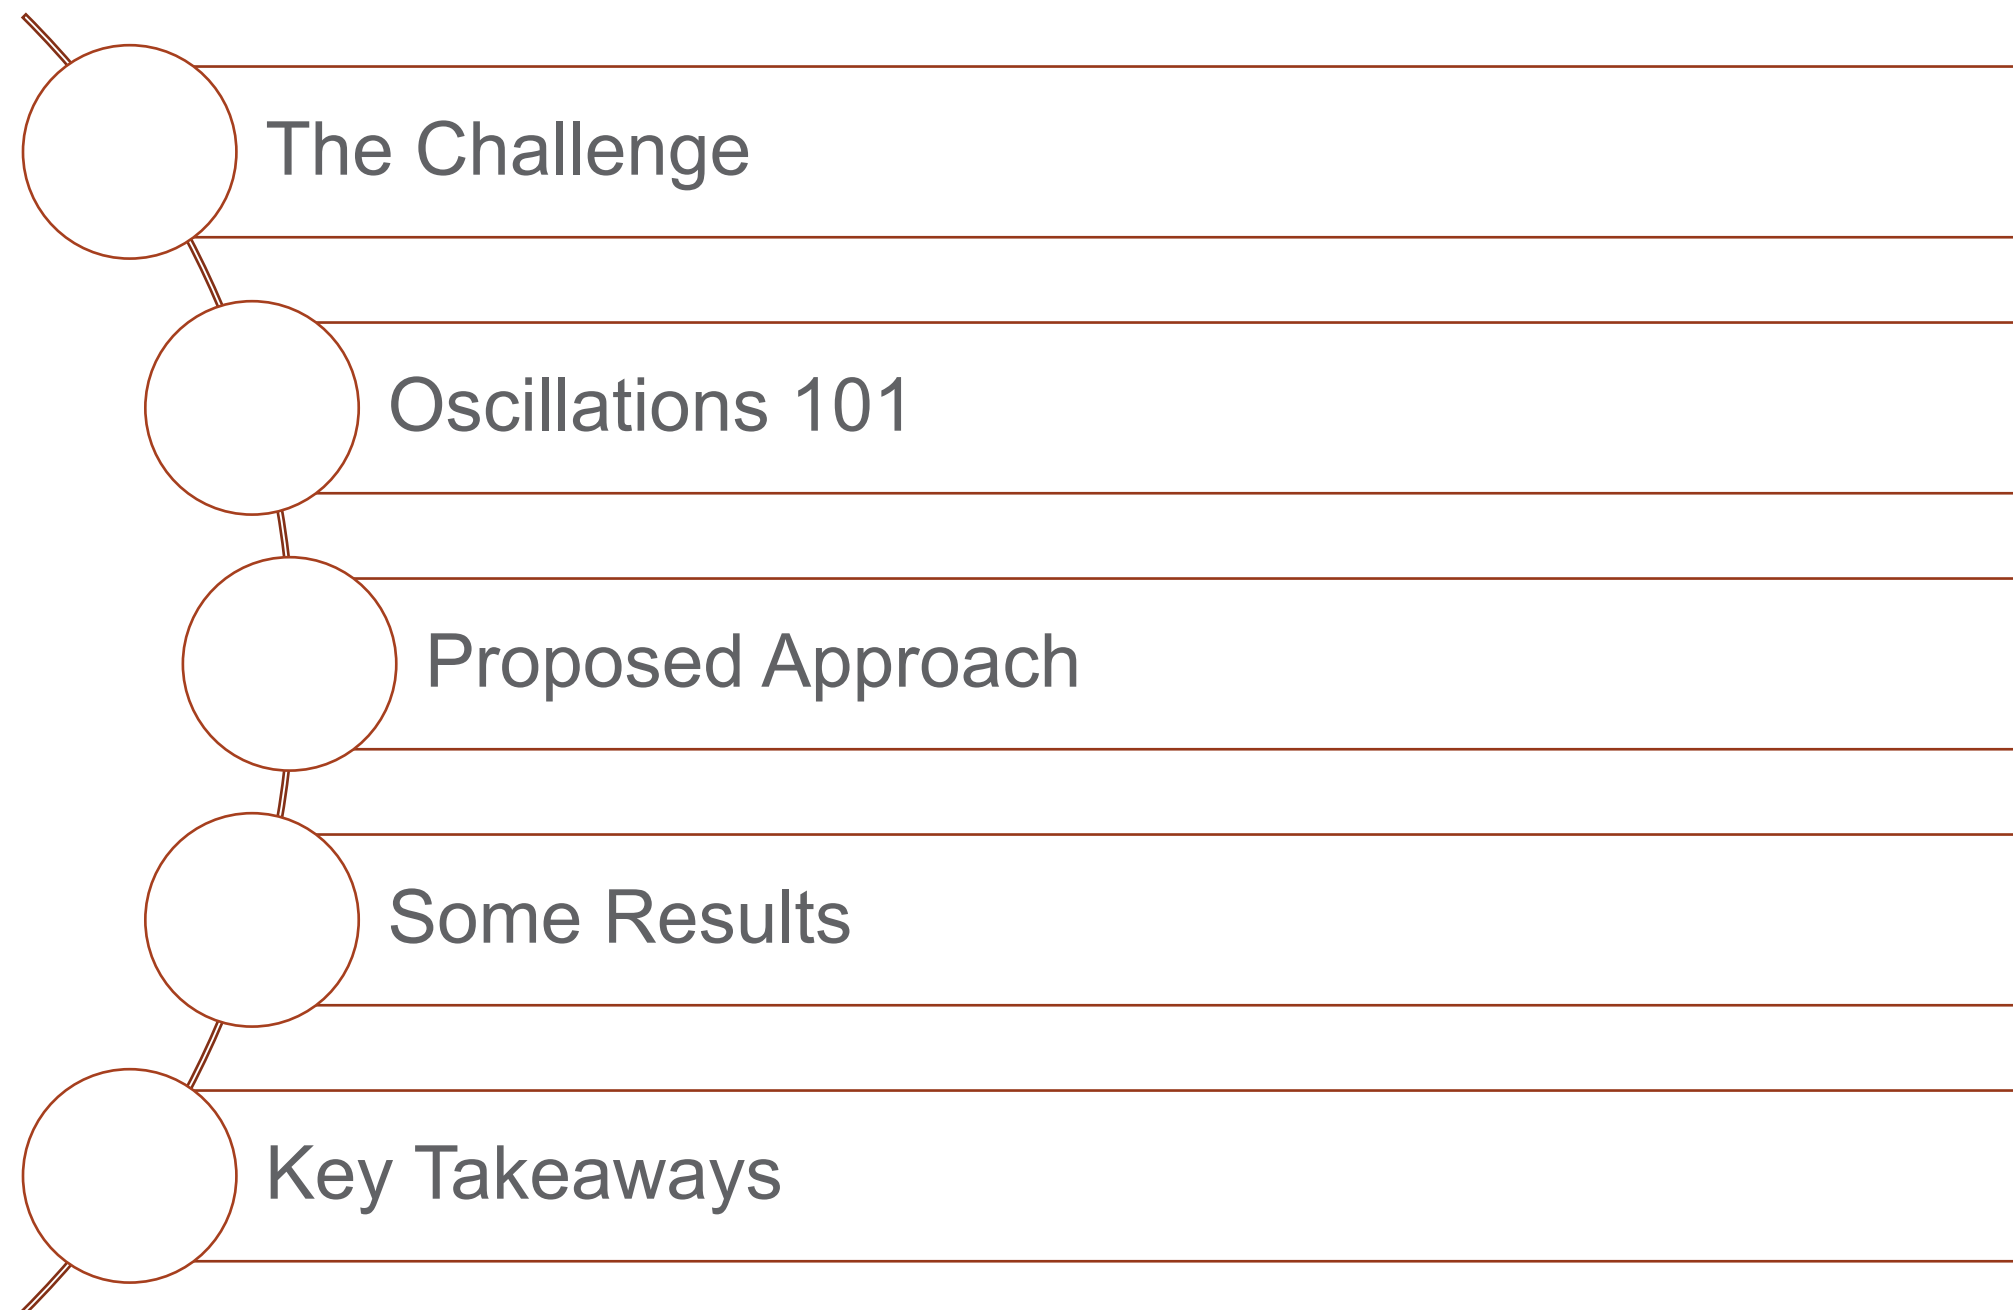 The Challenge
Oscillations 101
Proposed Approach
Some Results
Key Takeaways